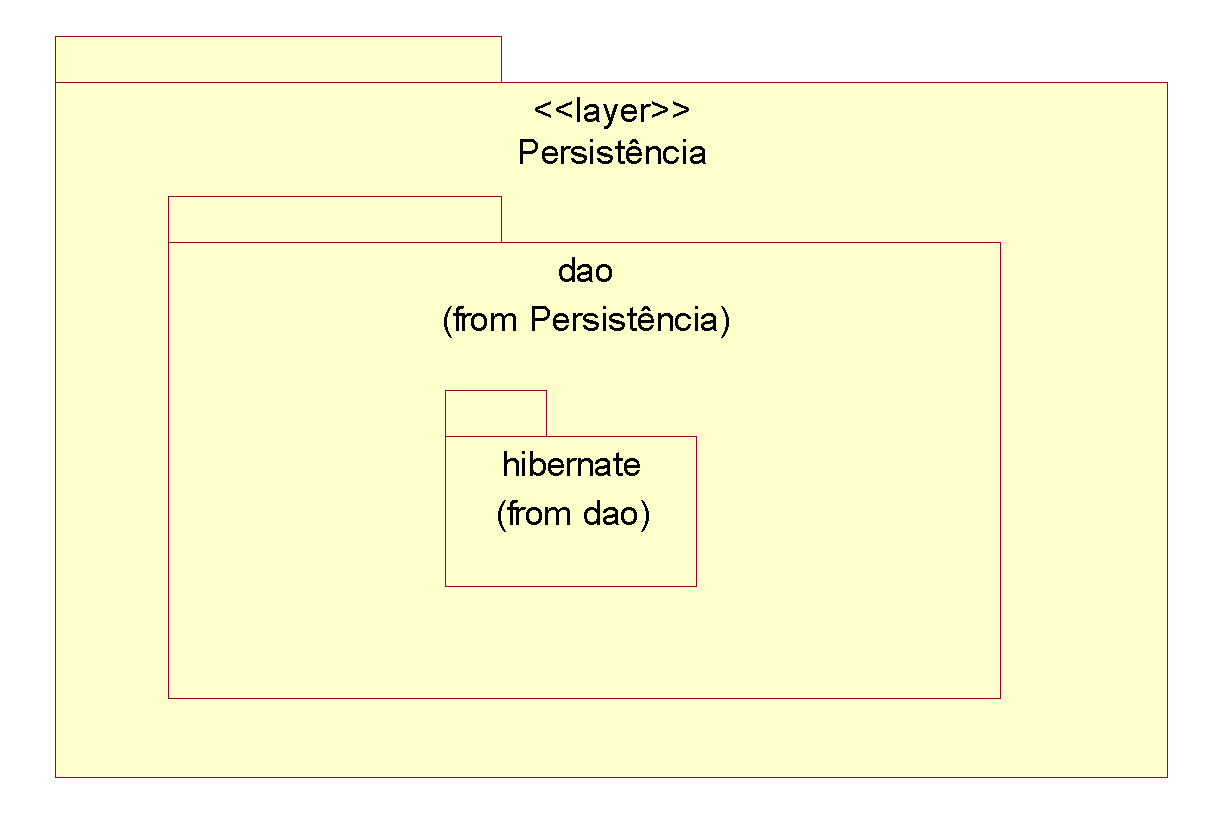 <<layer>>
Persistência
dao
(from Persistência)
hibernate
(from dao)